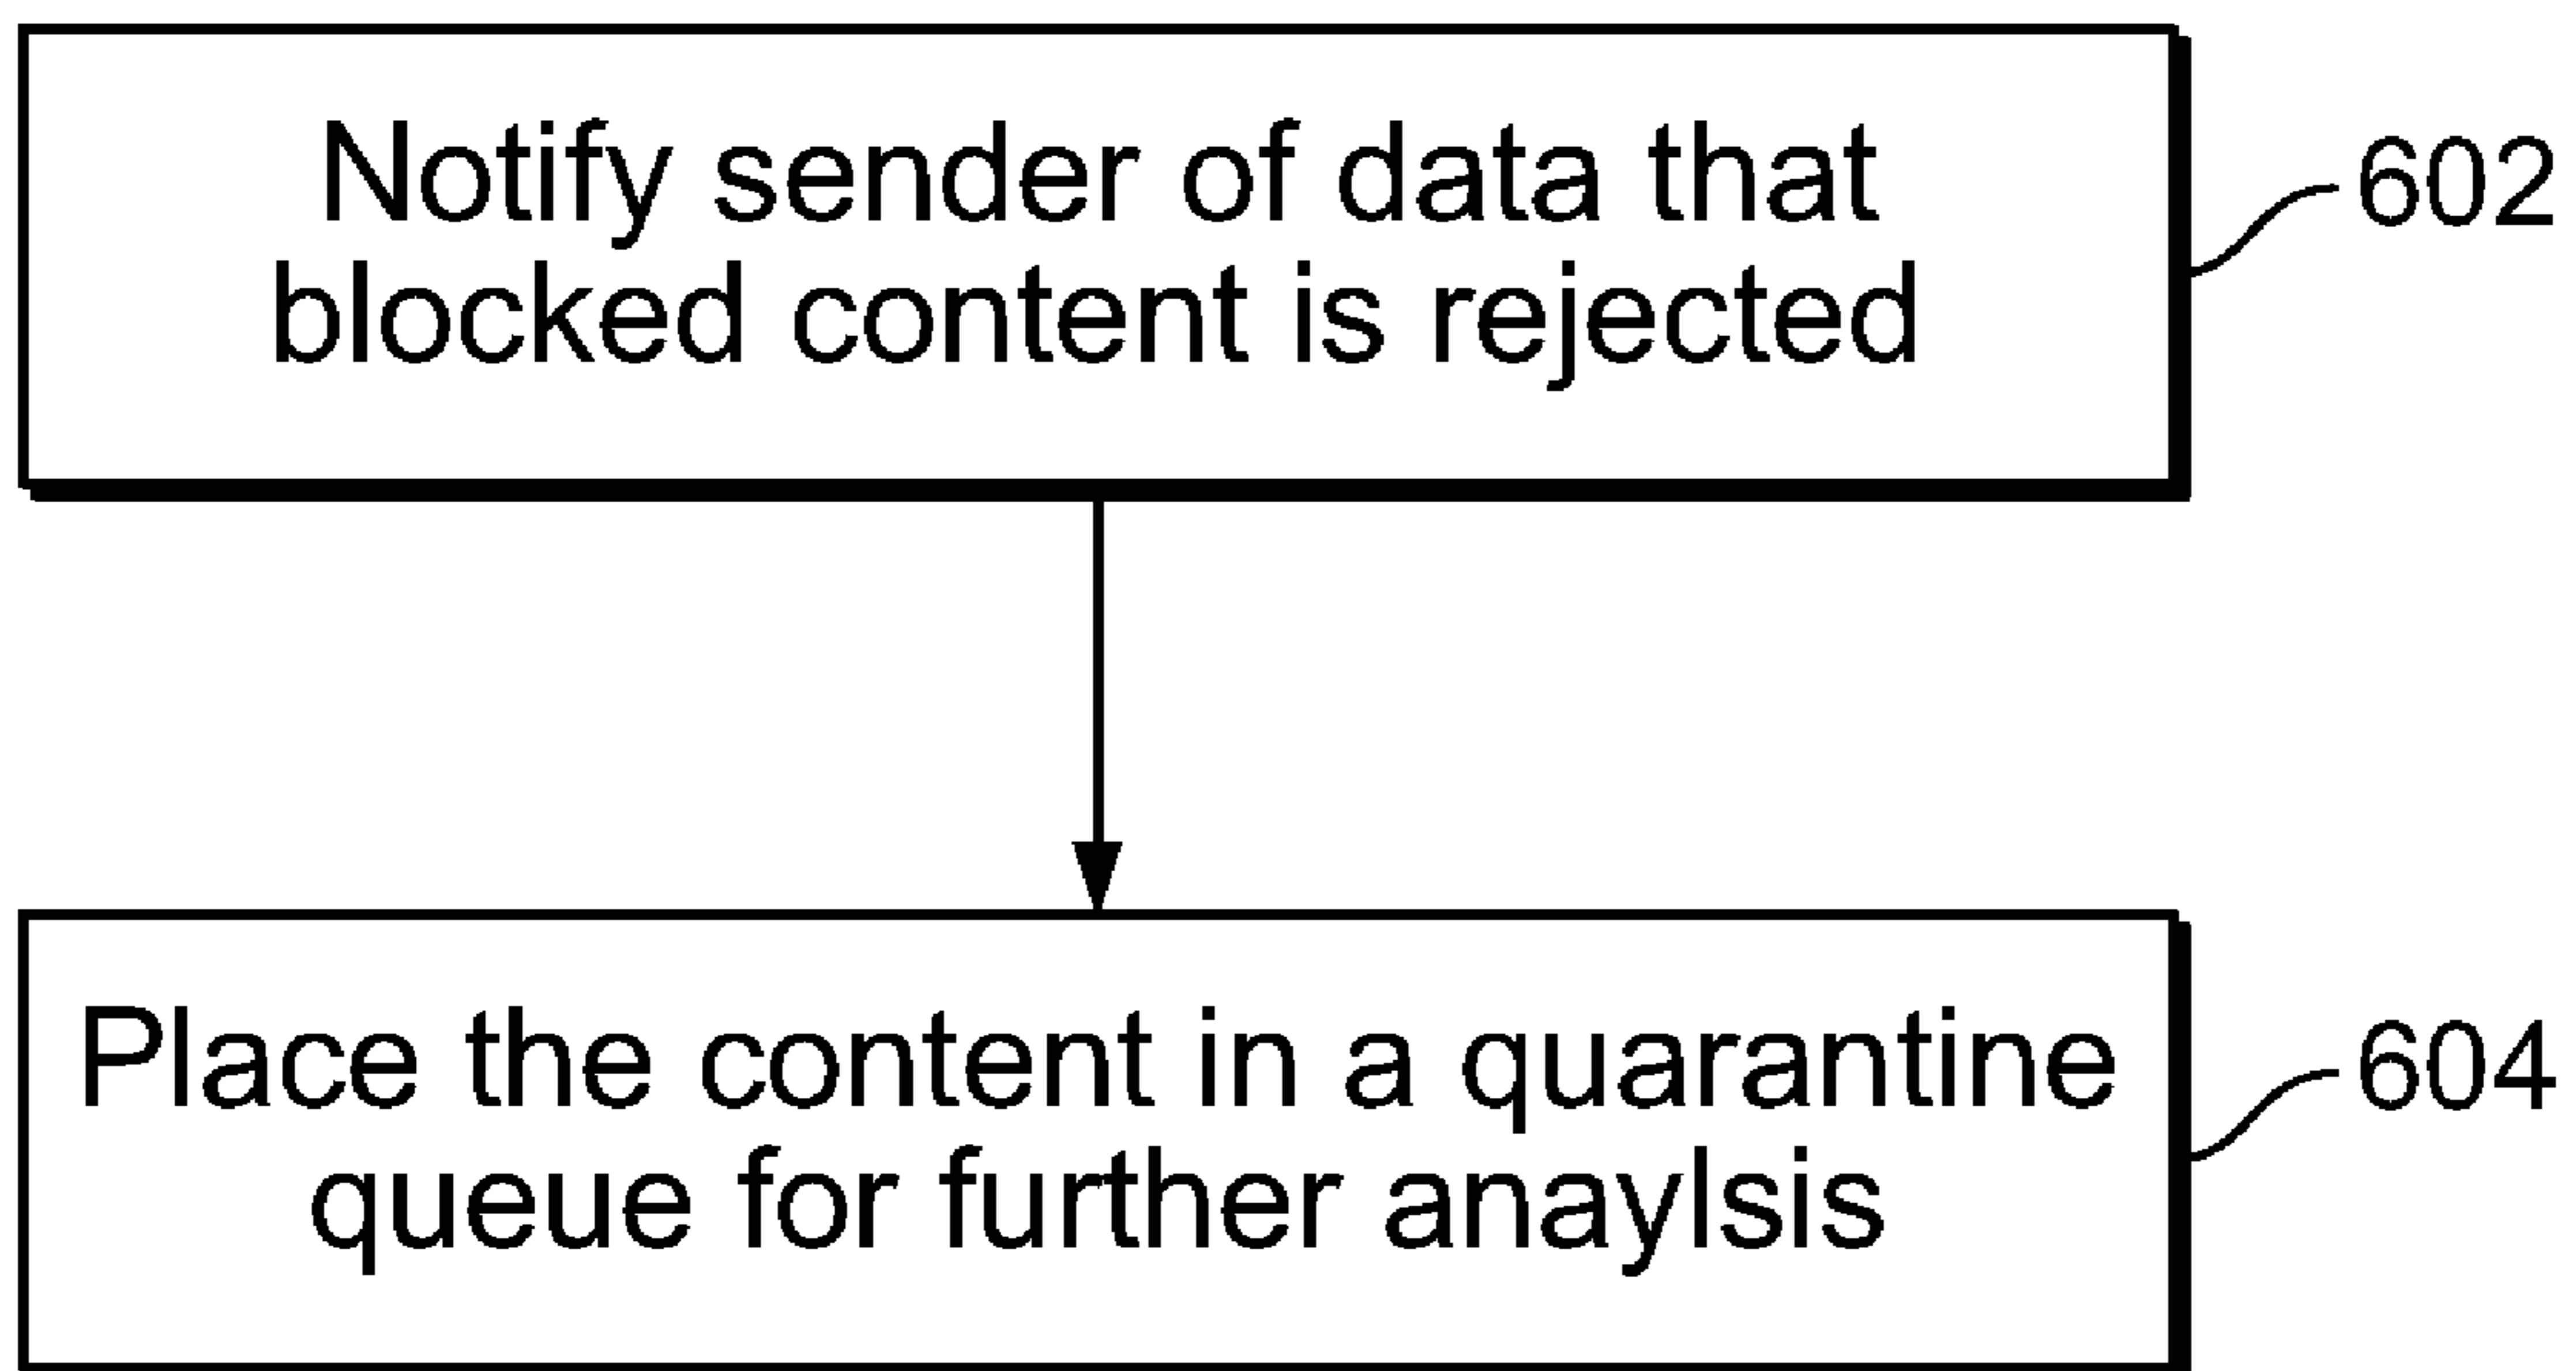 Notify sender of data that
blocked content is rejected
602
Place the content in a quarantine
queue for further anaylsis
604